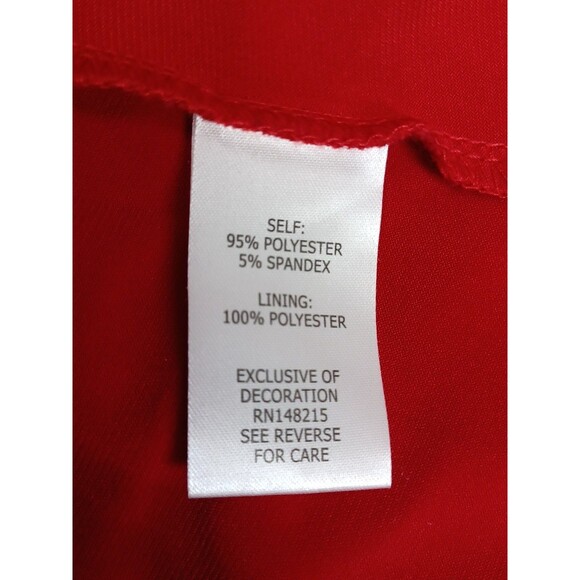 SELF:
95% POLYESTER
5% SPANDEX
LINING:
100% POLYESTER
EXCLUSIVE OF
DECORATION
RN148215
SEE REVERSE
FOR CARE